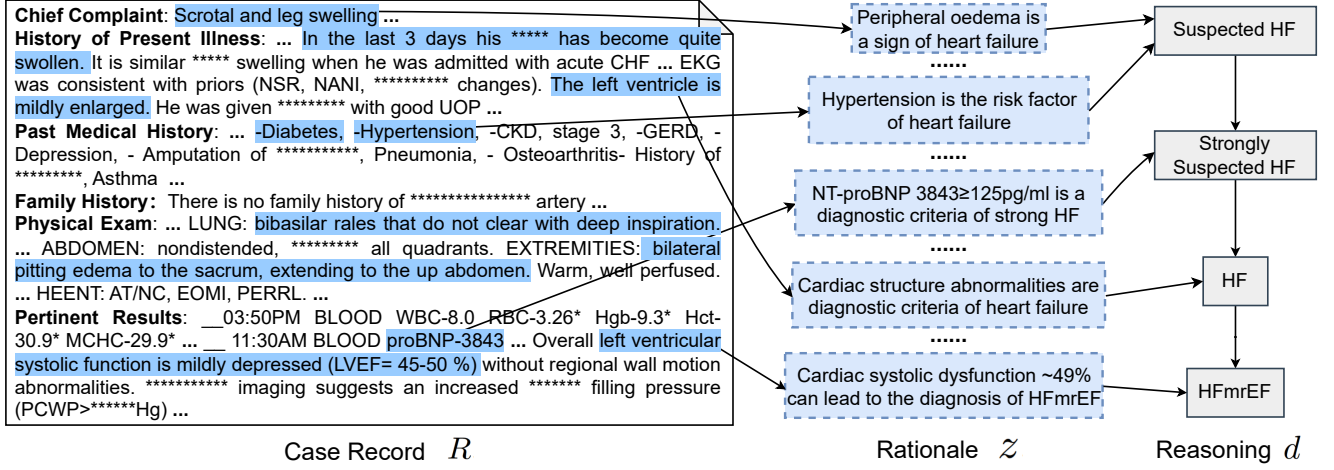 Chief Complaint: Scrotal and leg swelling ...
History of Present Illness: ... In the last 3 days his ***** has become quite
swollen. It is similar ***** swelling when he was admitted with acute CHF ... EKG
was consistent with priors (NSR, NANI, ********** changes). The left ventricle is
mildly enlarged. He was given ********* with good UOP ...
Past Medical History: ... -Diabetes, -Hypertension, -CKD, stage 3, -GERD, -
Depression, - Amputation of ***********, Pneumonia, - Osteoarthritis- History of
*********, Asthma ...
Family History: There is no family history of **************** artery ...
Physical Exam: ... LUNG: bibasilar rales that do not clear with deep inspiration.
... ABDOMEN: nondistended, ********* all quadrants. EXTREMITIES: bilateral
pitting edema to the sacrum, extending to the up abdomen. Warm, well perfused.
... HEENT: AT/NC, EOMI, PERRL. ...
Pertinent Results: __03:50PM BLOOD WBC-8.0 RBC-3.26* Hgb-9.3* Hct-
30.9* MCHC-29.9* ... __ 11:30AM BLOOD proBNP-3843 ... Overall left ventricular
systolic function is mildly depressed (LVEF= 45-50 %) without regional wall motion
abnormalities. *********** imaging suggests an increased ******* filling pressure
(PCWP>******Hg) ...
Case Record R
Peripheral oedema is
a sign of heart failure
......
Hypertension is the risk factor
of heart failure
......
NT-proBNP 3843≥125pg/ml is a
diagnostic criteria of strong HF
......
Cardiac structure abnormalities are
diagnostic criteria of heart failure
......
Cardiac systolic dysfunction ~49%
can lead to the diagnosis of HFmrEF
Rationale z
Suspected HF
Strongly
Suspected HF
HF
HFmrEF
Reasoning d